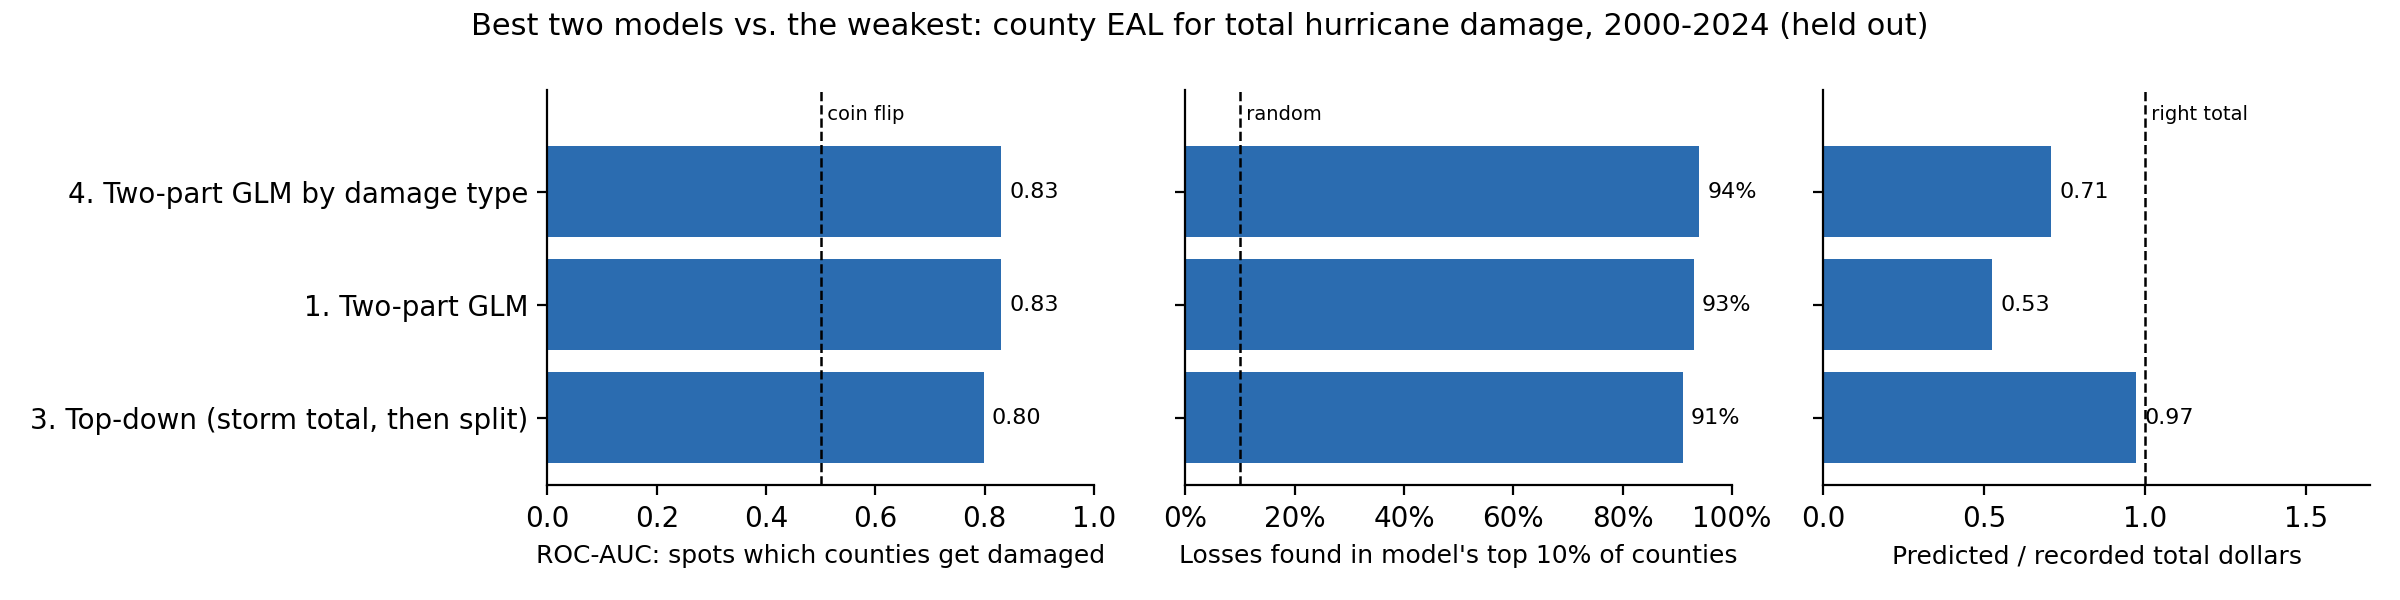 Best two models vs. the weakest: county EAL for total hurricane damage, 2000-2024 (held out)
coin flip
random
right total
4. Two-part GLM by damage type
0.83
94%
0.71
1. Two-part GLM
0.83
93%
0.53
3. Top-down (storm total, then split)
0.80
91%
0.97
0.0 0.2 0.4 0.6 0.8 1.0
0% 20% 40% 60% 80% 100%
0.0 0.5 1.0 1.5
ROC-AUC: spots which counties get damaged
Losses found in model's top 10% of counties
Predicted / recorded total dollars